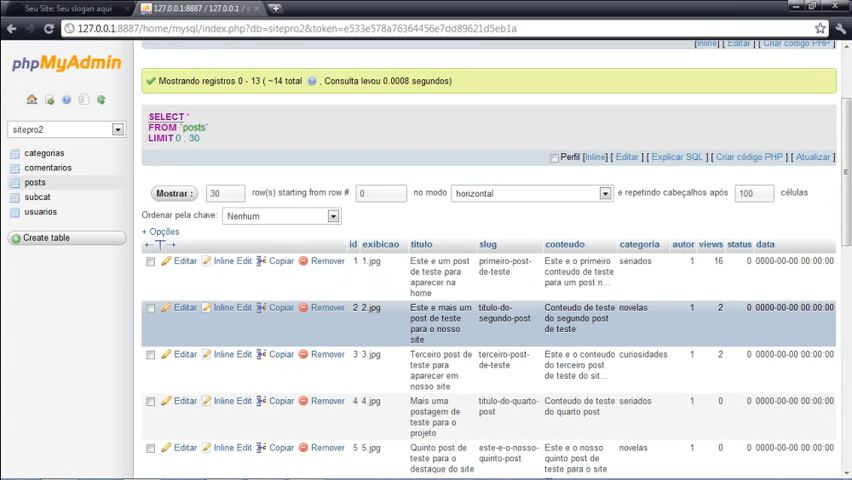 Seu Site: Seu slogan aqui
127.0.0.1:8887 / 127.0.0.1 / s
127.0.0.1:8887/home/mysql/index.php?db=sitepro2&token=e533e578a76364456e7dd89621d5eb1a
[Inline] [ Editar ] [ Criar código PHP ]
phpMyAdmin
Mostrando registros 0 - 13 ( ~14 total , Consulta levou 0.0008 segundos)
SELECT *
FROM `posts`
LIMIT 0 , 30
sitepro2
categorias
comentarios
posts
subcat
usuarios
Create table
Perfil [Inline] [ Editar ] [ Explicar SQL ] [ Criar código PHP ] [ Atualizar ]
Mostrar : 30 row(s) starting from row # 0 no modo horizontal e repetindo cabeçalhos após 100 células
Ordenar pela chave: Nenhum
+ Opções
←T→ id exibicao titulo slug conteudo categoria autor views status data
Editar Inline Edit Copiar Remover 1 1.jpg Este e um post primeiro-post- Este e o primeiro seriados 1 16 0 0000-00-00 00:00:00
de teste para de-teste conteudo de teste
aparecer na para um post n...
home
Editar Inline Edit Copiar Remover 2 2.jpg Este e mais um titulo-do- Conteudo de teste novelas 1 2 0 0000-00-00 00:00:00
post de teste segundo-post do segundo post
para o nosso de teste
site
Editar Inline Edit Copiar Remover 3 3.jpg Terceiro post terceiro-post- Este e o conteudo curiosidades 1 2 0 0000-00-00 00:00:00
de teste para de-teste do terceiro post
aparecer em de teste do sit...
nosso site
Editar Inline Edit Copiar Remover 4 4.jpg Mais uma titulo-do-quarto- Conteudo de teste seriados 1 0 0 0000-00-00 00:00:00
postagem de post do quarto post
teste para o
projeto
Editar Inline Edit Copiar Remover 5 5.jpg Quinto post de este-e-o-nosso- Este e o nosso novelas 1 0 0 0000-00-00 00:00:00
teste para o quinto-post quinto post de
destaque do site teste para o site